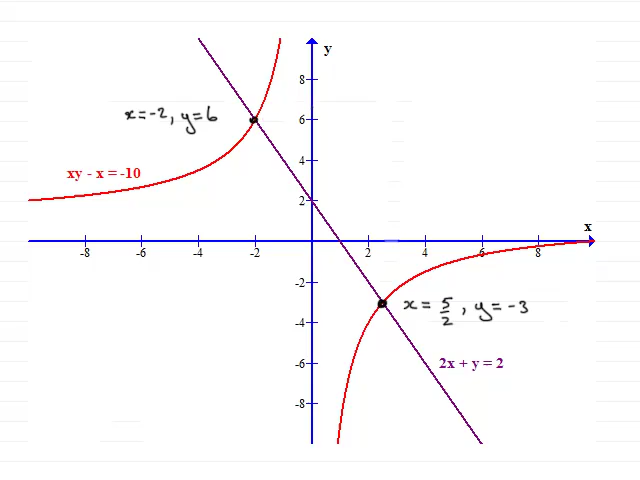 y
8
x=-2, y=6
6
xy - x = -10
4
2
x
-8 -6 -4 -2 2 4 6 8
-2
x = 5/2, y = -3
-4
2x + y = 2
-6
-8